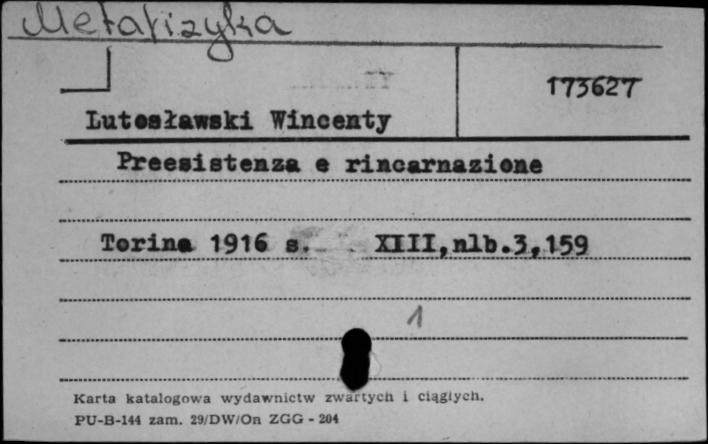 Metafizyka
173627
Lutosławski Wincenty
Preesistenza e rincarnazione
Torino 1916 s. XIII,nlb.3,159
1
Karta katalogowa wydawnictw zwartych i ciągłych.
PU-B-144 zam. 29/DW/On ZGG - 204